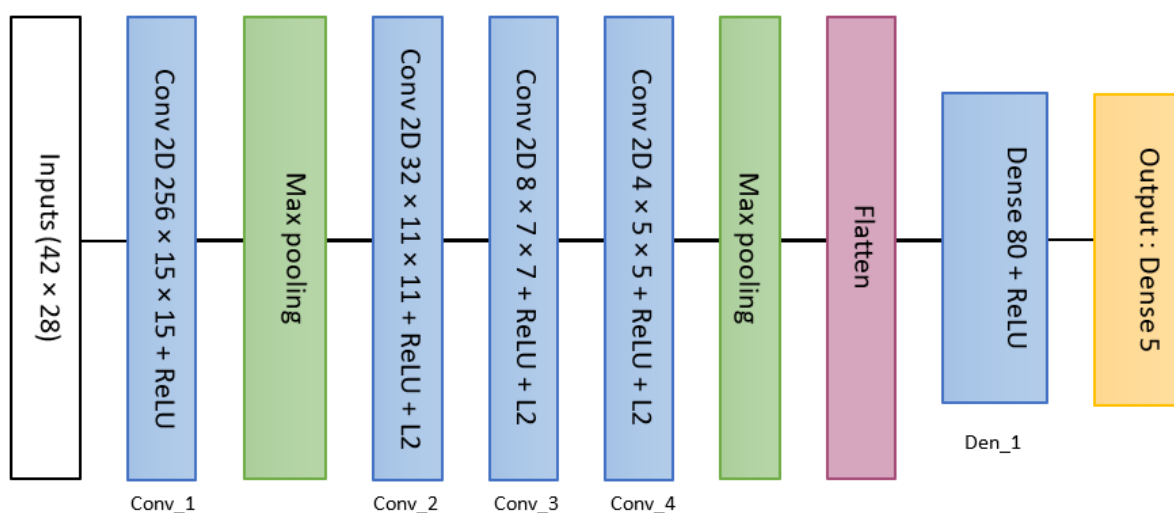 Inputs (42 × 28)
Conv 2D 256 × 15 × 15 + ReLU
Max pooling
Conv 2D 32 × 11 × 11 + ReLU + L2
Conv 2D 8 × 7 × 7 + ReLU + L2
Conv 2D 4 × 5 × 5 + ReLU + L2
Max pooling
Flatten
Dense 80 + ReLU
Output : Dense 5
Conv_1
Conv_2
Conv_3
Conv_4
Den_1